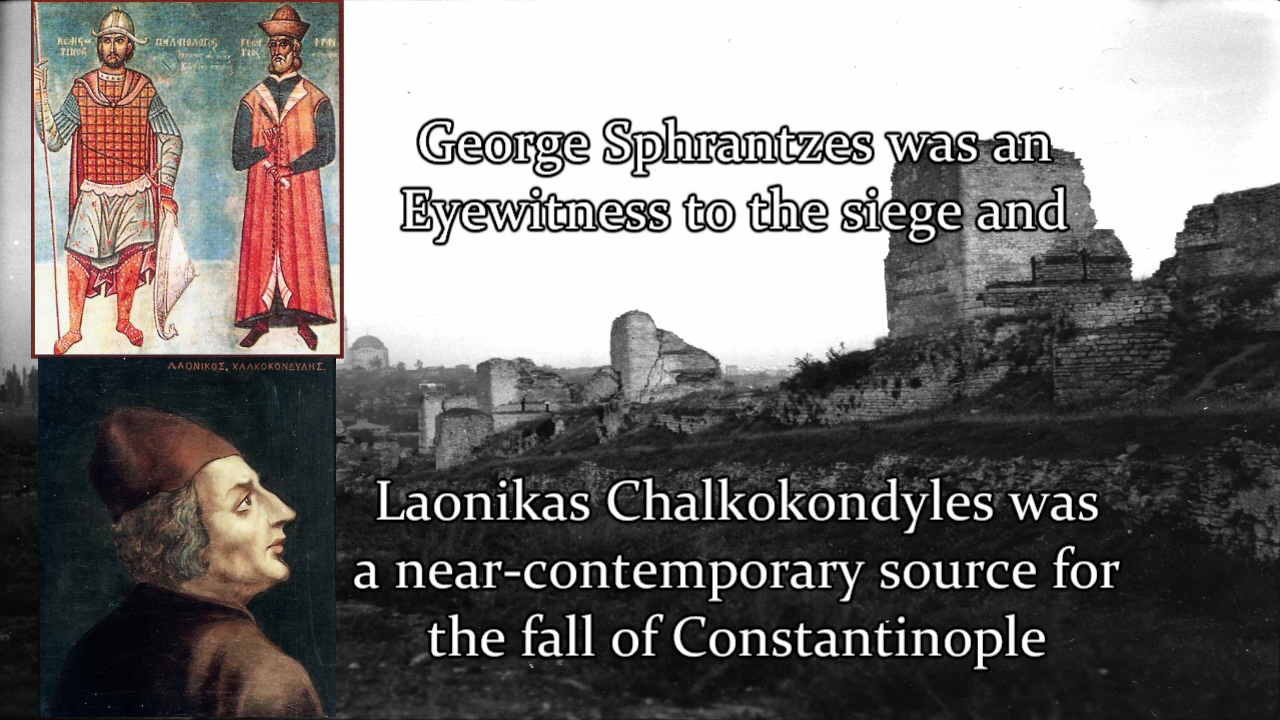 George Sphrantzes was an
Eyewitness to the siege and
ΛΑΟΝΙΚΟΣ, ΧΑΛΚΟΚΟΝΔΥΛΗΣ.
Laonikas Chalkokondyles was
a near-contemporary source for
the fall of Constantinople